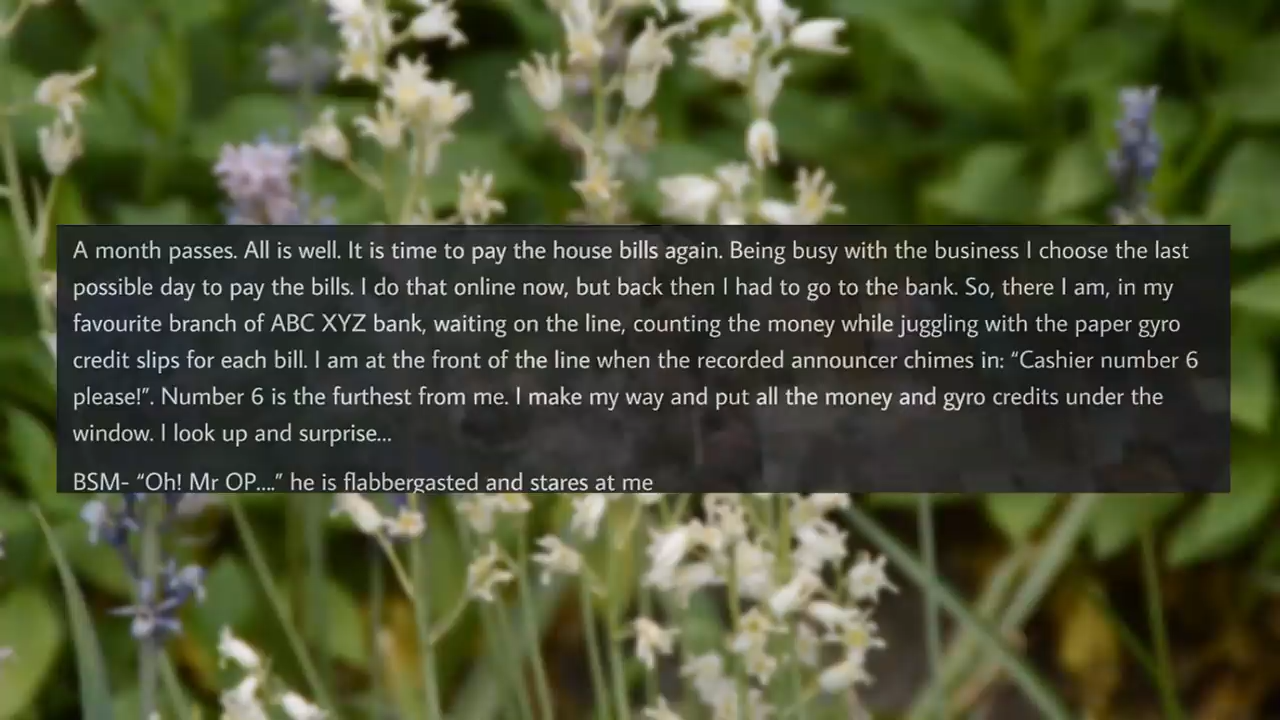 A month passes. All is well. It is time to pay the house bills again. Being busy with the business I choose the last
possible day to pay the bills. I do that online now, but back then I had to go to the bank. So, there I am, in my
favourite branch of ABC XYZ bank, waiting on the line, counting the money while juggling with the paper gyro
credit slips for each bill. I am at the front of the line when the recorded announcer chimes in: “Cashier number 6
please!”. Number 6 is the furthest from me. I make my way and put all the money and gyro credits under the
window. I look up and surprise...
BSM- “Oh! Mr OP....” he is flabbergasted and stares at me